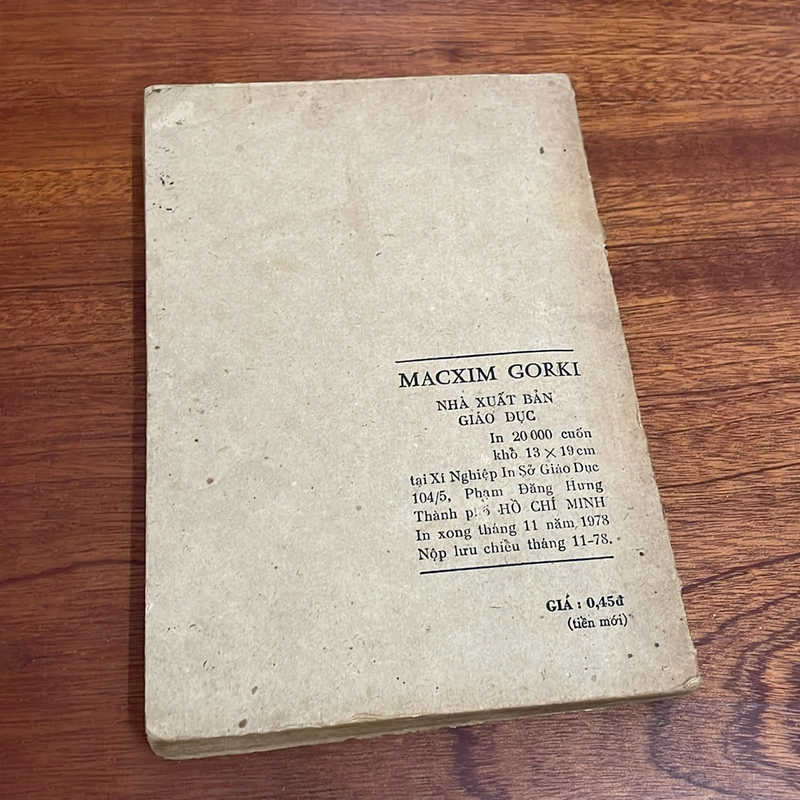 MACXIM GORKI
NHÀ XUẤT BẢN
GIÁO DỤC
In 20 000 cuốn
khổ 13 × 19 cm
tại Xí Nghiệp In Sở Giáo Dục
104/5, Phạm Đăng Hưng
Thành phố HỒ CHÍ MINH
In xong tháng 11 năm 1978
Nộp lưu chiểu tháng 11-78.
GIÁ : 0,45đ
(tiền mới)